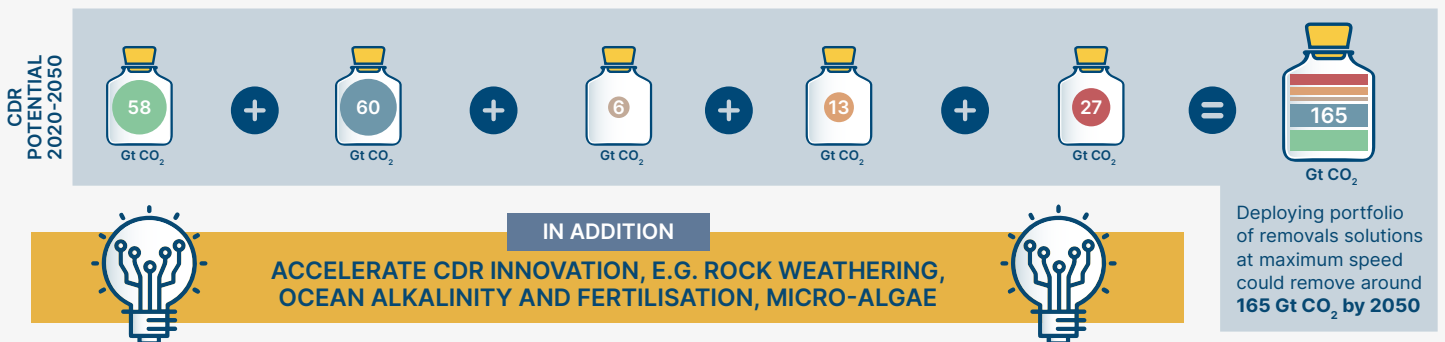 CDR
POTENTIAL
2020-2050
58
Gt CO₂
+
60
Gt CO₂
+
6
Gt CO₂
+
13
Gt CO₂
+
27
Gt CO₂
=
165
Gt CO₂
IN ADDITION
ACCELERATE CDR INNOVATION, E.G. ROCK WEATHERING,
OCEAN ALKALINITY AND FERTILISATION, MICRO-ALGAE
Deploying portfolio
of removals solutions
at maximum speed
could remove around
165 Gt CO₂ by 2050